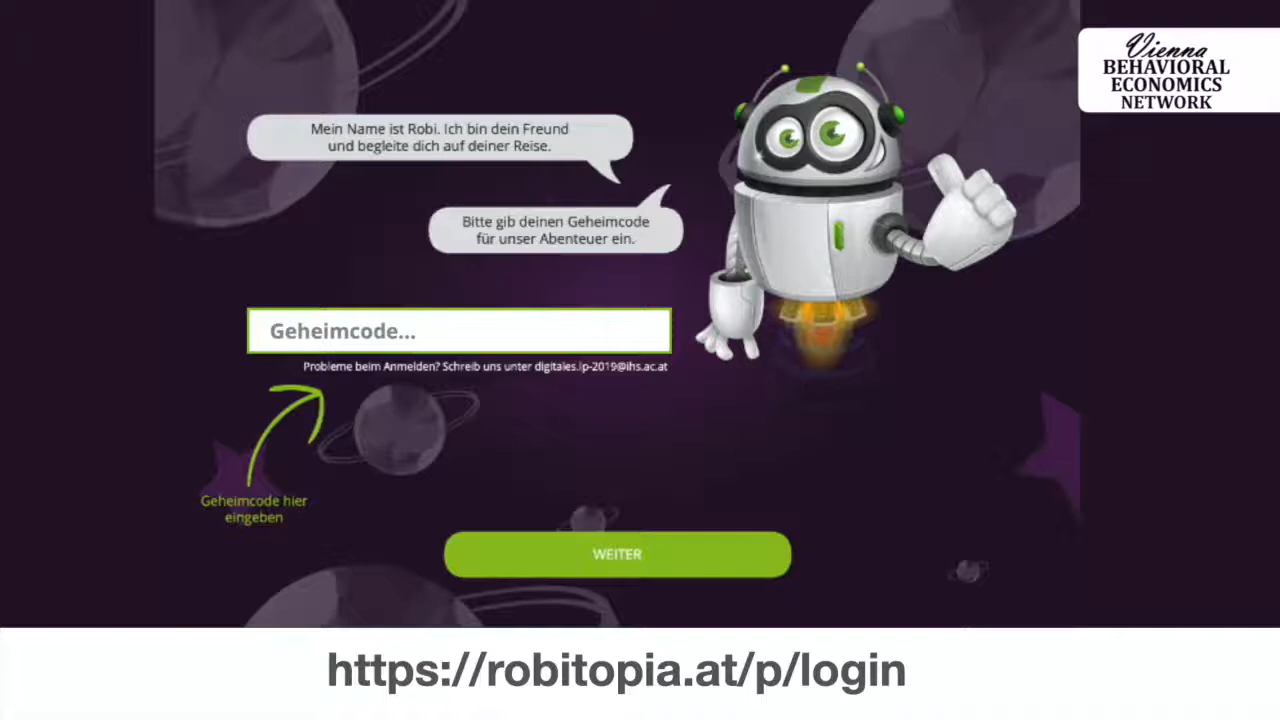 Vienna
BEHAVIORAL
ECONOMICS
NETWORK
Mein Name ist Robi. Ich bin dein Freund
und begleite dich auf deiner Reise.
Bitte gib deinen Geheimcode
für unser Abenteuer ein.
Geheimcode...
Probleme beim Anmelden? Schreib uns unter digitales.lp-2019@ihs.ac.at
Geheimcode hier
eingeben
WEITER
https://robitopia.at/p/login